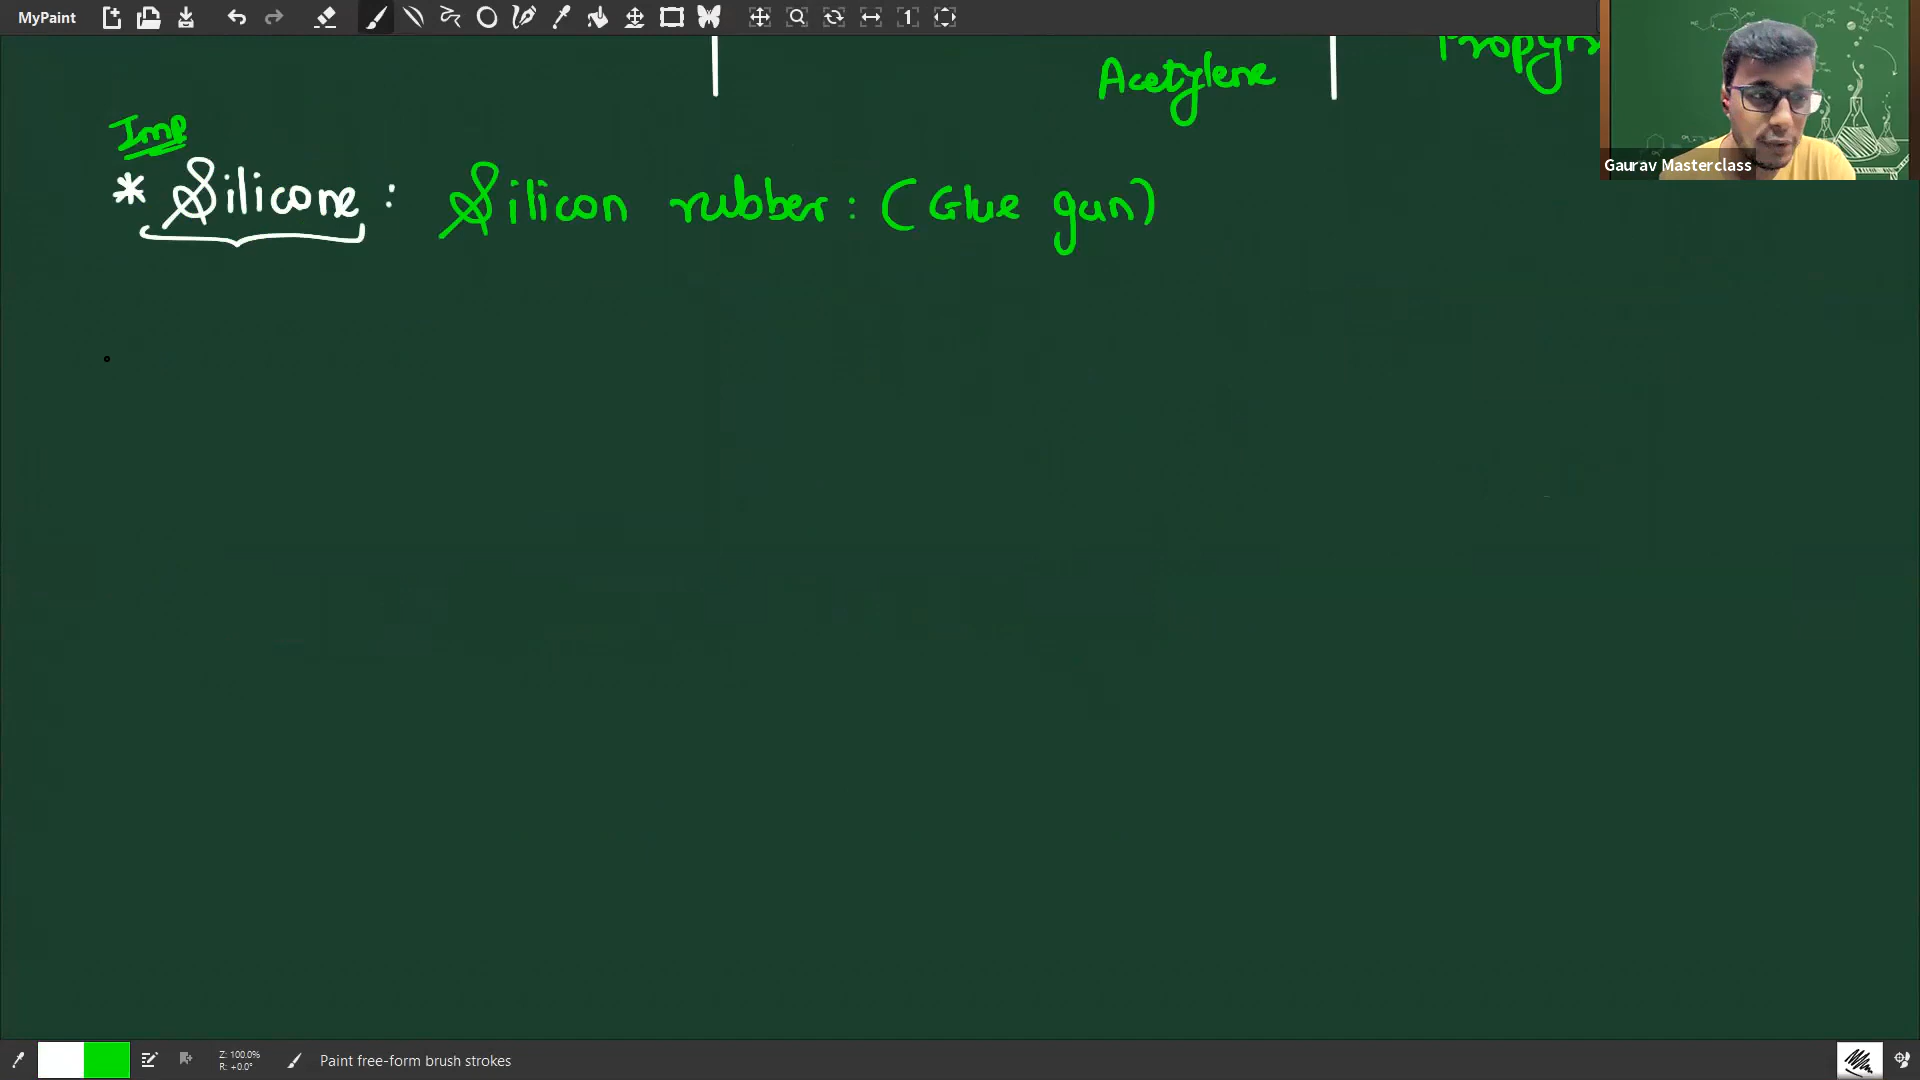 MyPaint
Acetylene
Gaurav Masterclass
Imp
* Silicone : Silicon rubber : (Glue gun)
Z: 100.0%
R: +0.0°
Paint free-form brush strokes